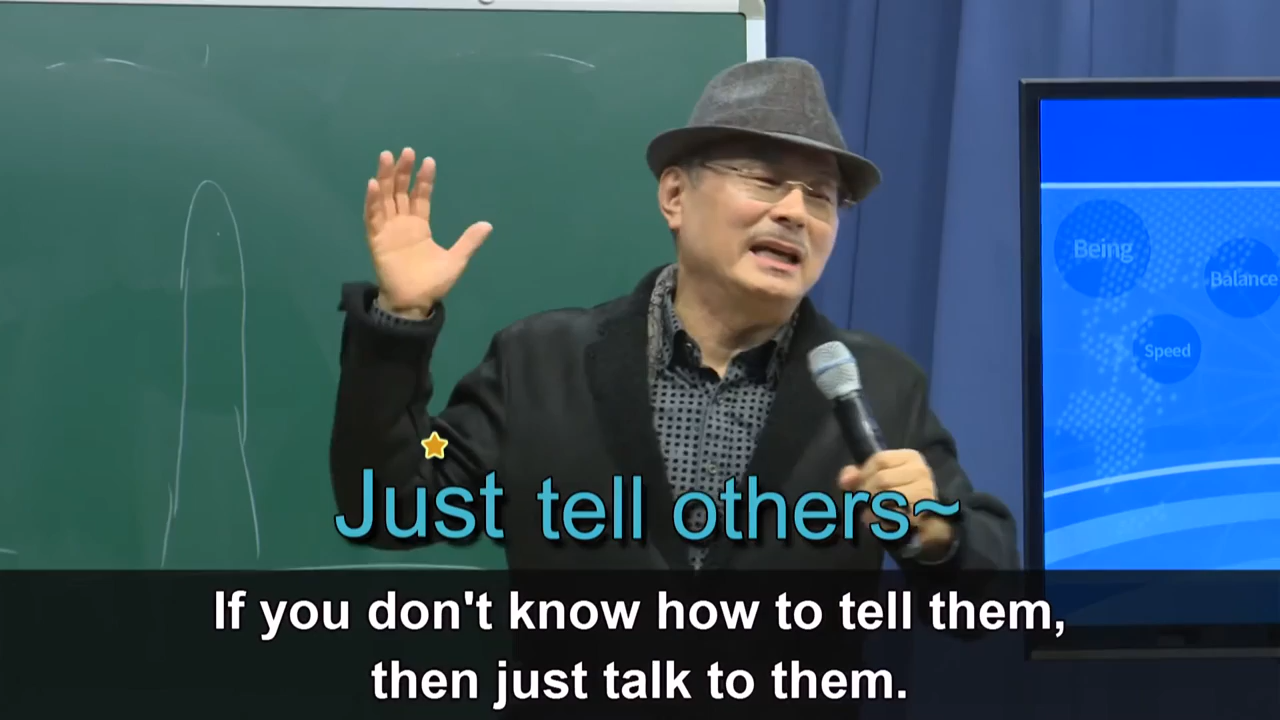 Being
Balance
Speed
Just tell others~
If you don't know how to tell them,
then just talk to them.